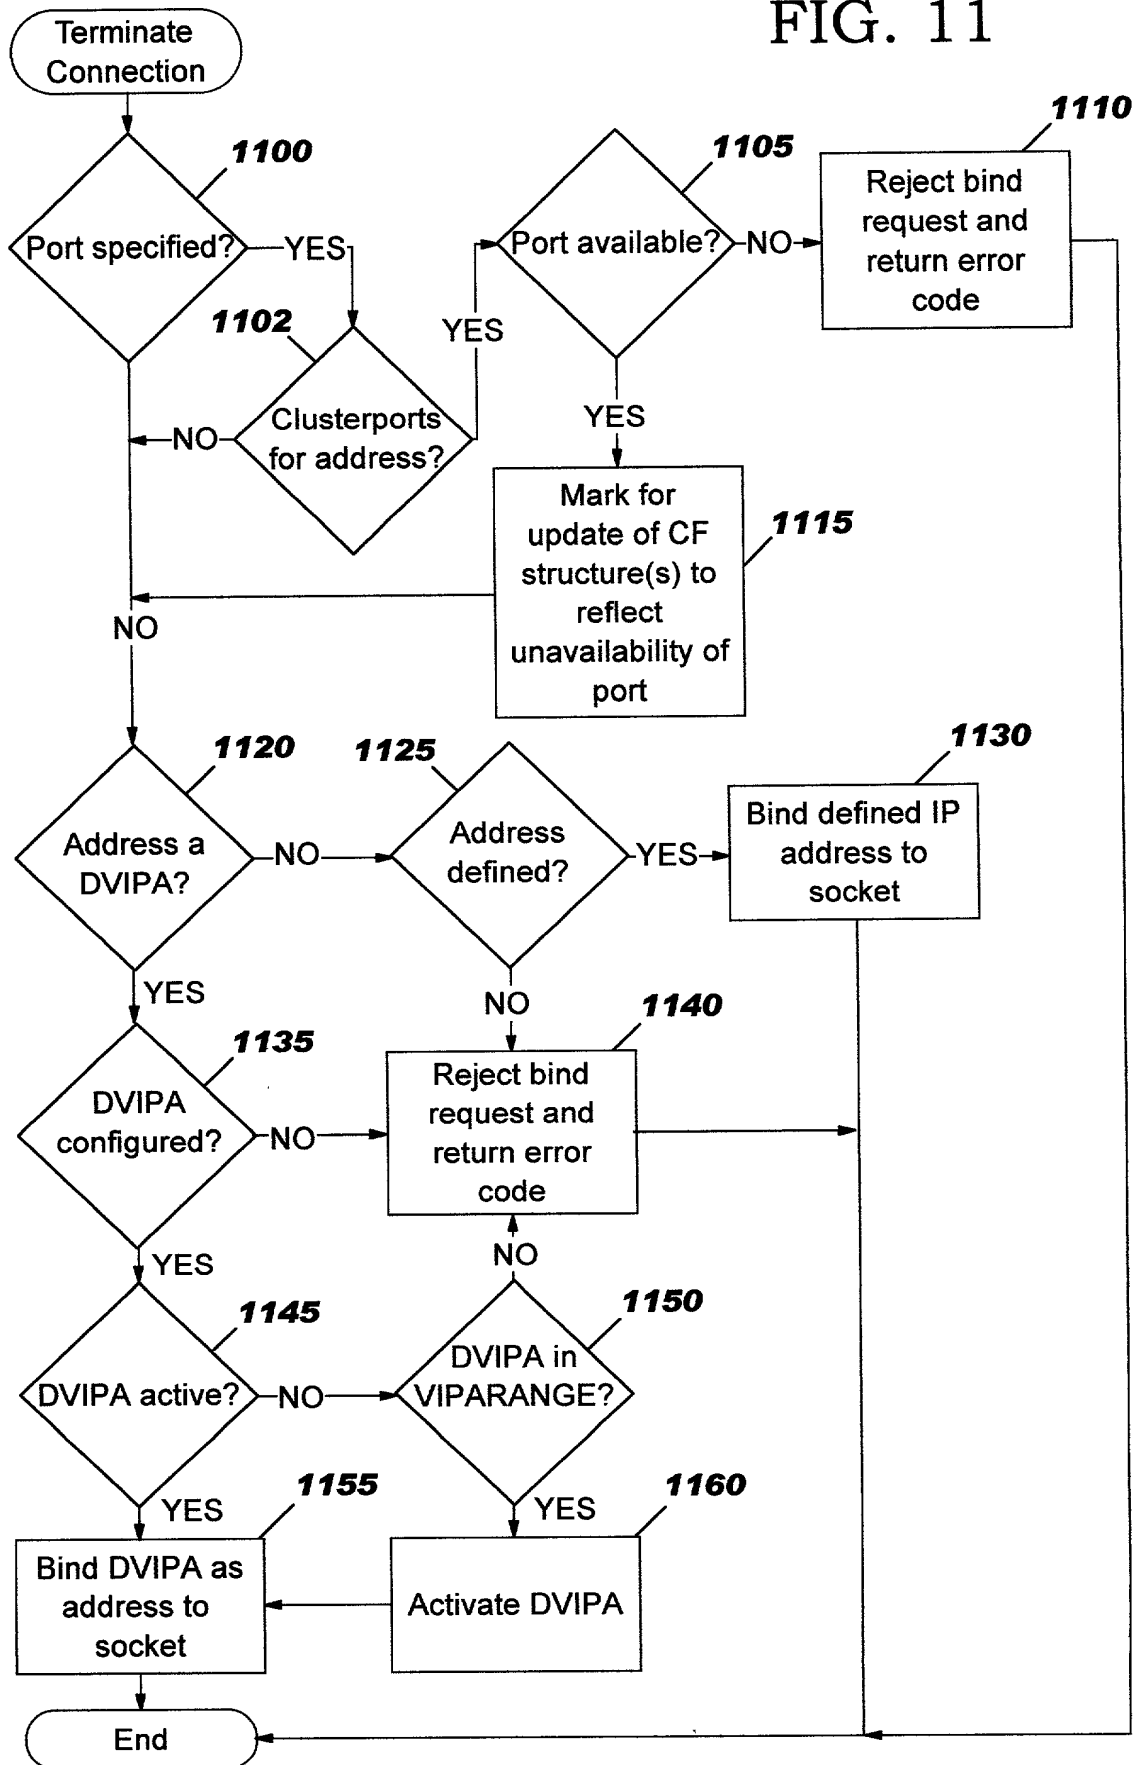 FIG. 11
Terminate
Connection
1100
Port specified?
YES
1102
Clusterports
for address?
NO
YES
1105
Port available?
NO
1110
Reject bind
request and
return error
code
YES
Mark for
update of CF
structure(s) to
reflect
unavailability of
port
1115
NO
1120
Address a
DVIPA?
NO
1125
Address
defined?
YES
1130
Bind defined IP
address to
socket
YES
NO
1135
DVIPA
configured?
NO
1140
Reject bind
request and
return error
code
YES
NO
1145
DVIPA active?
NO
1150
DVIPA in
VIPARANGE?
YES
YES
1155
Bind DVIPA as
address to
socket
1160
Activate DVIPA
End